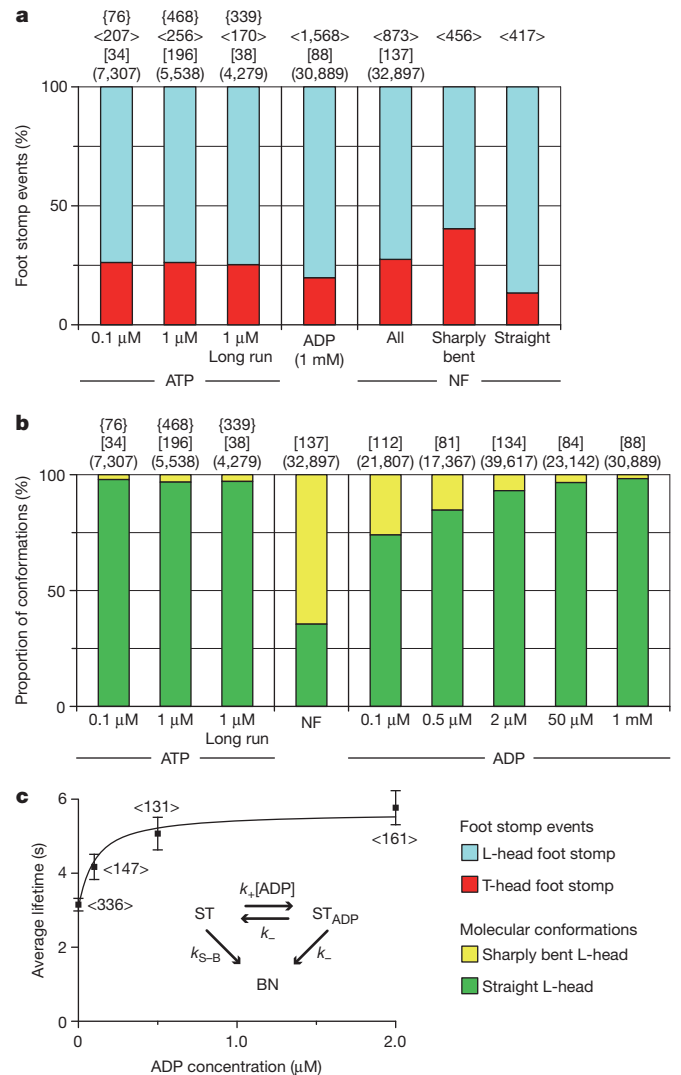 a
{76} {468} {339}
<207> <256> <170> <1,568> <873> <456> <417>
[34] [196] [38] [88] [137]
(7,307) (5,538) (4,279) (30,889) (32,897)
Foot stomp events (%)
100
50
0
0.1 μM 1 μM 1 μM Long run ADP (1 mM) All Sharply bent Straight
ATP NF
b
{76} {468} {339}
[34] [196] [38] [137] [112] [81] [134] [84] [88]
(7,307) (5,538) (4,279) (32,897) (21,807) (17,367) (39,617) (23,142) (30,889)
Proportion of conformations (%)
100
50
0
0.1 μM 1 μM 1 μM Long run NF 0.1 μM 0.5 μM 2 μM 50 μM 1 mM
ATP ADP
c
Average lifetime (s)
6
4
2
0
<336>
<147>
<131>
<161>
k+[ADP]
ST STADP
k–
kS–B k–
BN
0 1.0 2.0
ADP concentration (μM)
Foot stomp events
L-head foot stomp
T-head foot stomp
Molecular conformations
Sharply bent L-head
Straight L-head